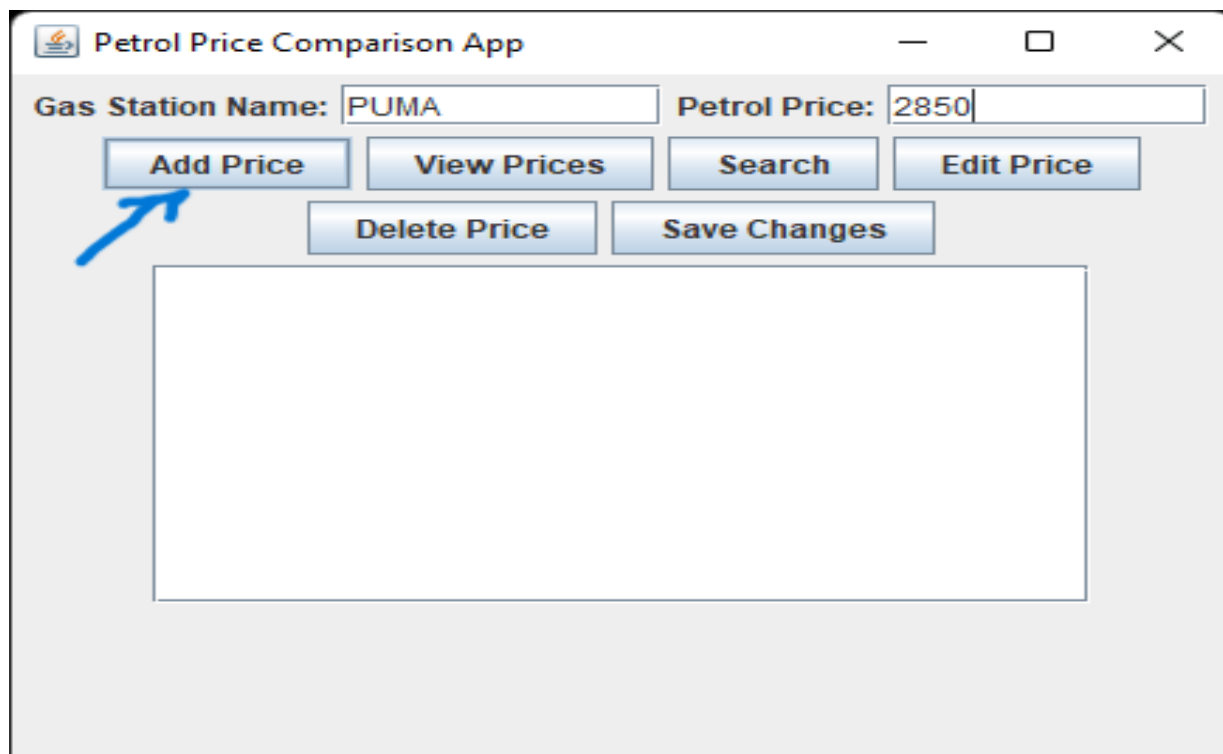 Petrol Price Comparison App
Gas Station Name: PUMA Petrol Price: 2850
Add Price View Prices Search Edit Price
Delete Price Save Changes